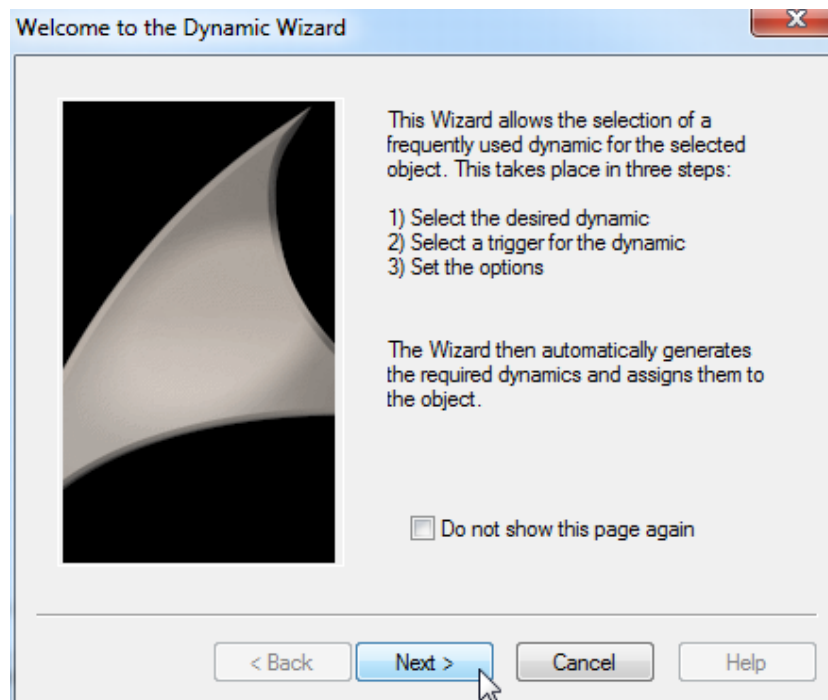 Welcome to the Dynamic Wizard
This Wizard allows the selection of a
frequently used dynamic for the selected
object. This takes place in three steps:
1) Select the desired dynamic
2) Select a trigger for the dynamic
3) Set the options
The Wizard then automatically generates
the required dynamics and assigns them to
the object.
Do not show this page again
< Back
Next >
Cancel
Help